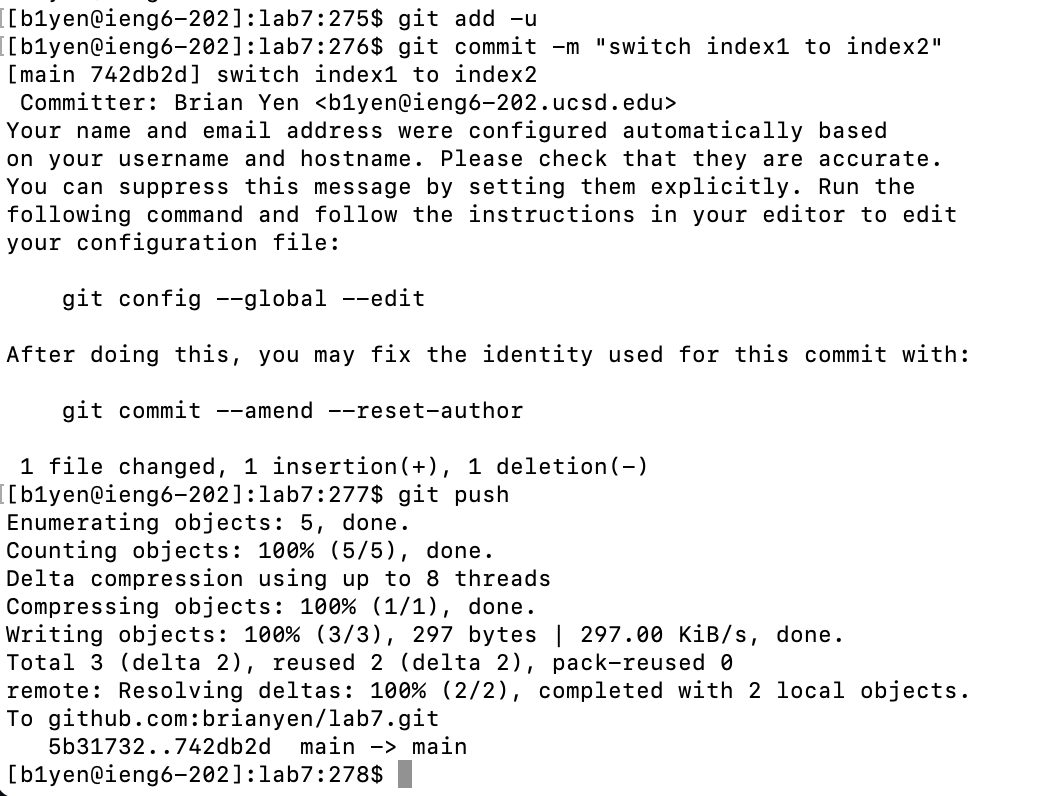 [[b1yen@ieng6-202]:lab7:275$ git add -u
[[b1yen@ieng6-202]:lab7:276$ git commit -m "switch index1 to index2"
[main 742db2d] switch index1 to index2
 Committer: Brian Yen <b1yen@ieng6-202.ucsd.edu>
Your name and email address were configured automatically based
on your username and hostname. Please check that they are accurate.
You can suppress this message by setting them explicitly. Run the
following command and follow the instructions in your editor to edit
your configuration file:

    git config --global --edit

After doing this, you may fix the identity used for this commit with:

    git commit --amend --reset-author

 1 file changed, 1 insertion(+), 1 deletion(-)
[[b1yen@ieng6-202]:lab7:277$ git push
Enumerating objects: 5, done.
Counting objects: 100% (5/5), done.
Delta compression using up to 8 threads
Compressing objects: 100% (1/1), done.
Writing objects: 100% (3/3), 297 bytes | 297.00 KiB/s, done.
Total 3 (delta 2), reused 2 (delta 2), pack-reused 0
remote: Resolving deltas: 100% (2/2), completed with 2 local objects.
To github.com:brianyen/lab7.git
   5b31732..742db2d  main -> main
[b1yen@ieng6-202]:lab7:278$